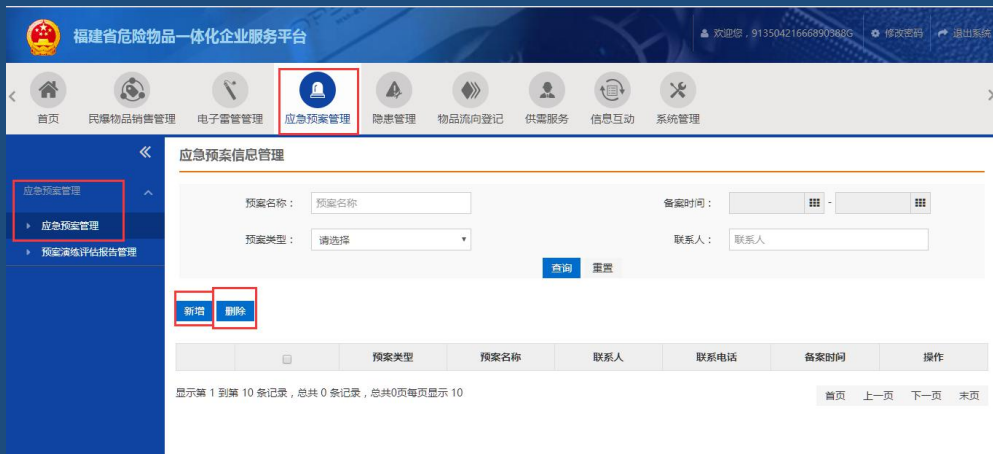 福建省危险物品一体化企业服务平台
欢迎您，修改密码 退出系统
首页 民爆物品销售管理 电子雷管管理 应急预案管理 隐患管理 物品流向登记 供需服务 信息互动 系统管理
应急预案管理
应急预案管理
预案演练评估报告管理
应急预案信息管理
预案名称： 预案名称 备案时间： -
预案类型： 请选择 联系人： 联系人
查询 重置
新增 删除
预案类型 预案名称 联系人 联系电话 备案时间 操作
显示第 1 到第 10 条记录，总共 0 条记录，总共0页每页显示 10
首页 上一页 下一页 末页